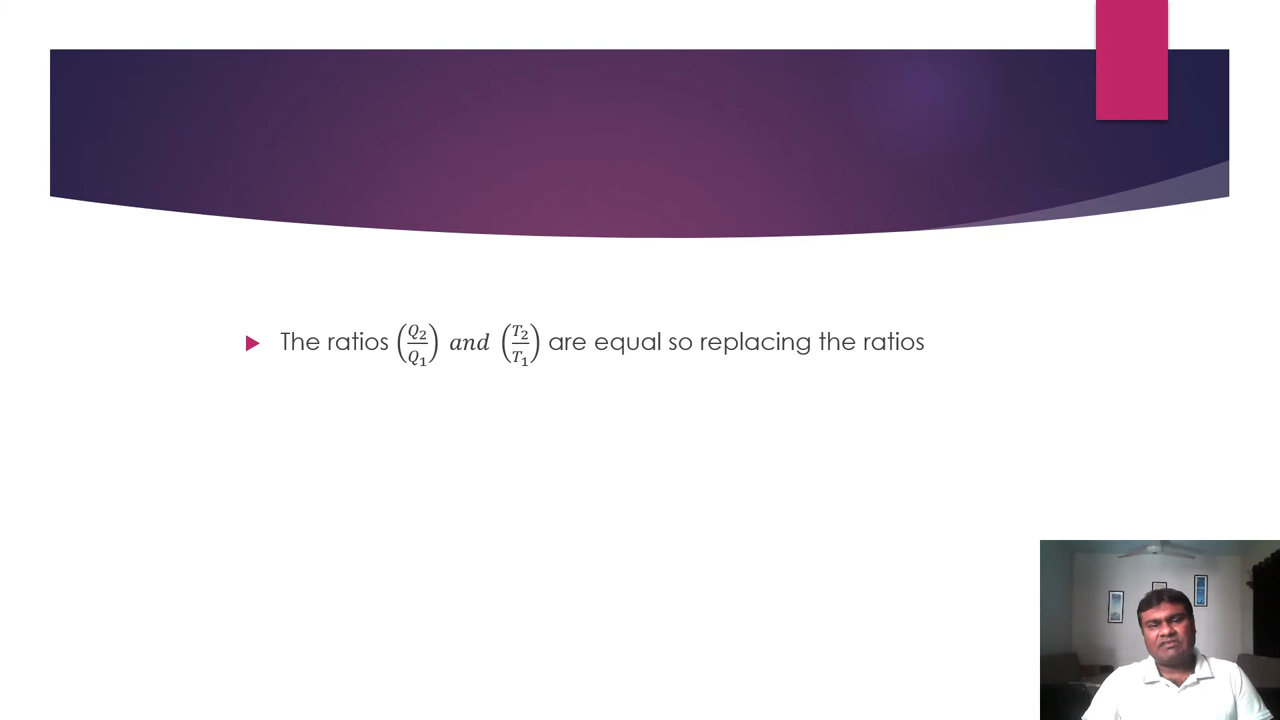 The ratios (Q₂/Q₁) and (T₂/T₁) are equal so replacing the ratios